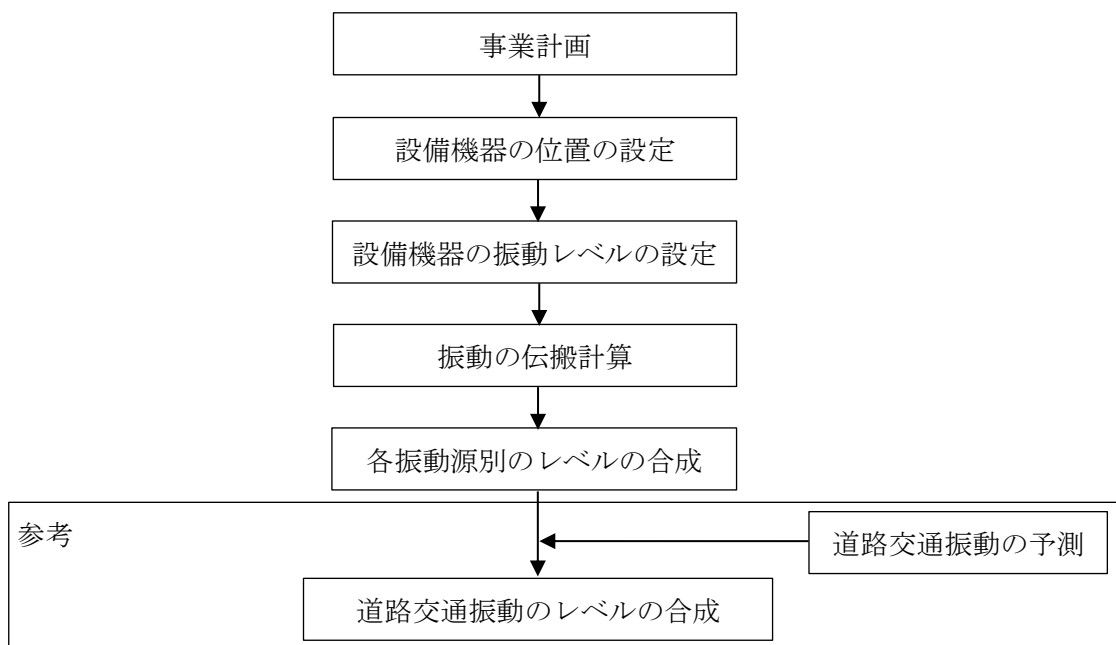 事業計画
設備機器の位置の設定
設備機器の振動レベルの設定
振動の伝搬計算
各振動源別のレベルの合成
参考
道路交通振動の予測
道路交通振動のレベルの合成